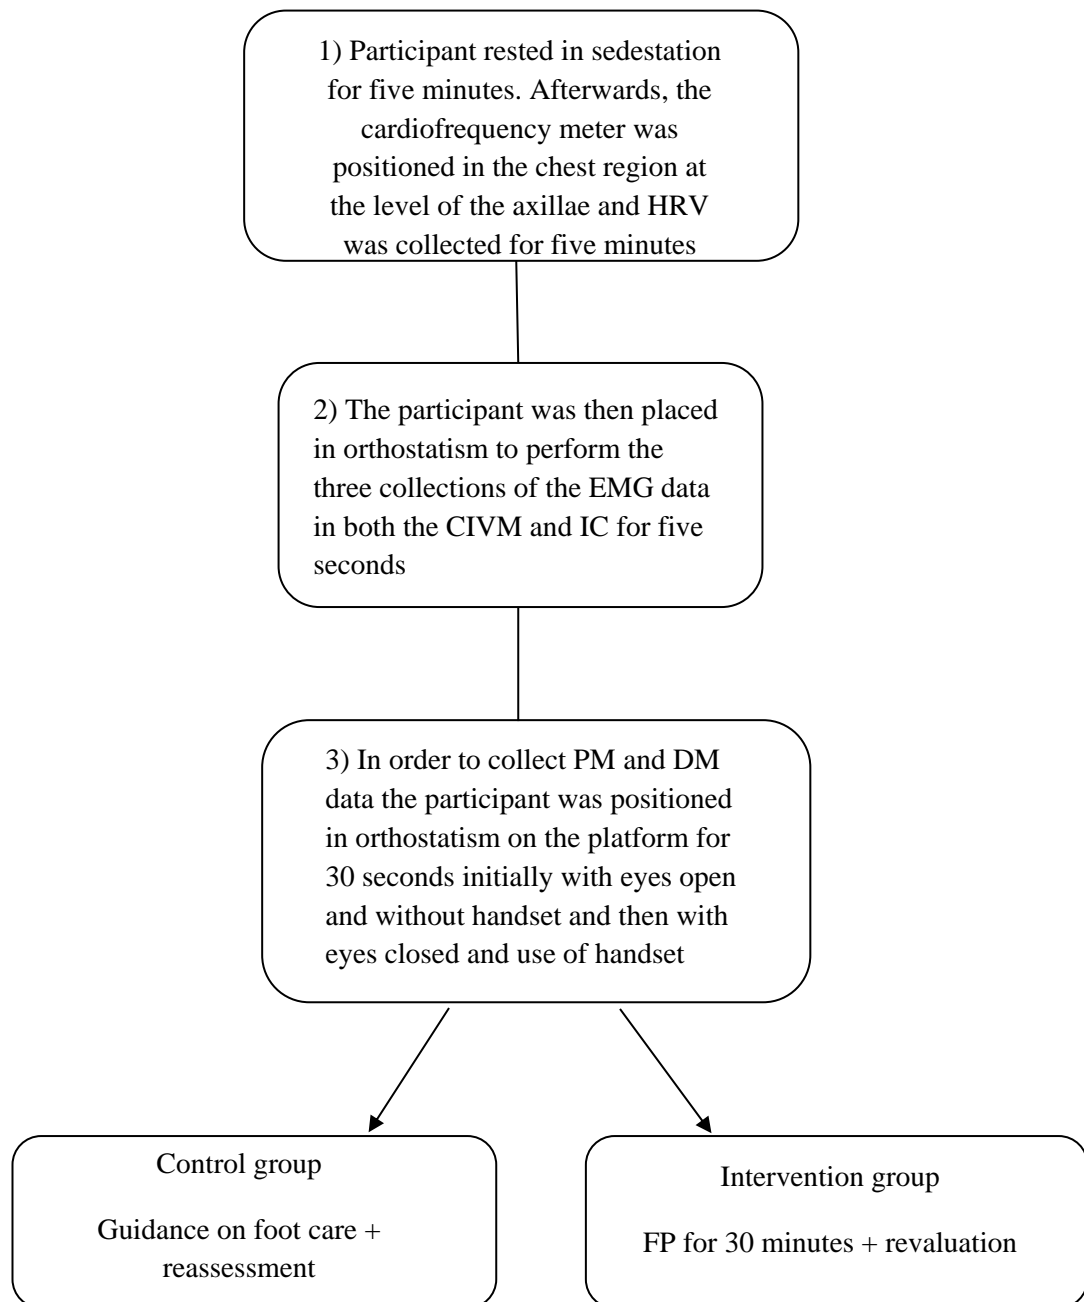 1) Participant rested in sedestation
for five minutes. Afterwards, the
cardiofrequency meter was
positioned in the chest region at
the level of the axillae and HRV
was collected for five minutes
2) The participant was then placed
in orthostatism to perform the
three collections of the EMG data
in both the CIVM and IC for five
seconds
3) In order to collect PM and DM
data the participant was positioned
in orthostatism on the platform for
30 seconds initially with eyes open
and without handset and then with
eyes closed and use of handset
Control group
Guidance on foot care +
reassessment
Intervention group
FP for 30 minutes + revaluation